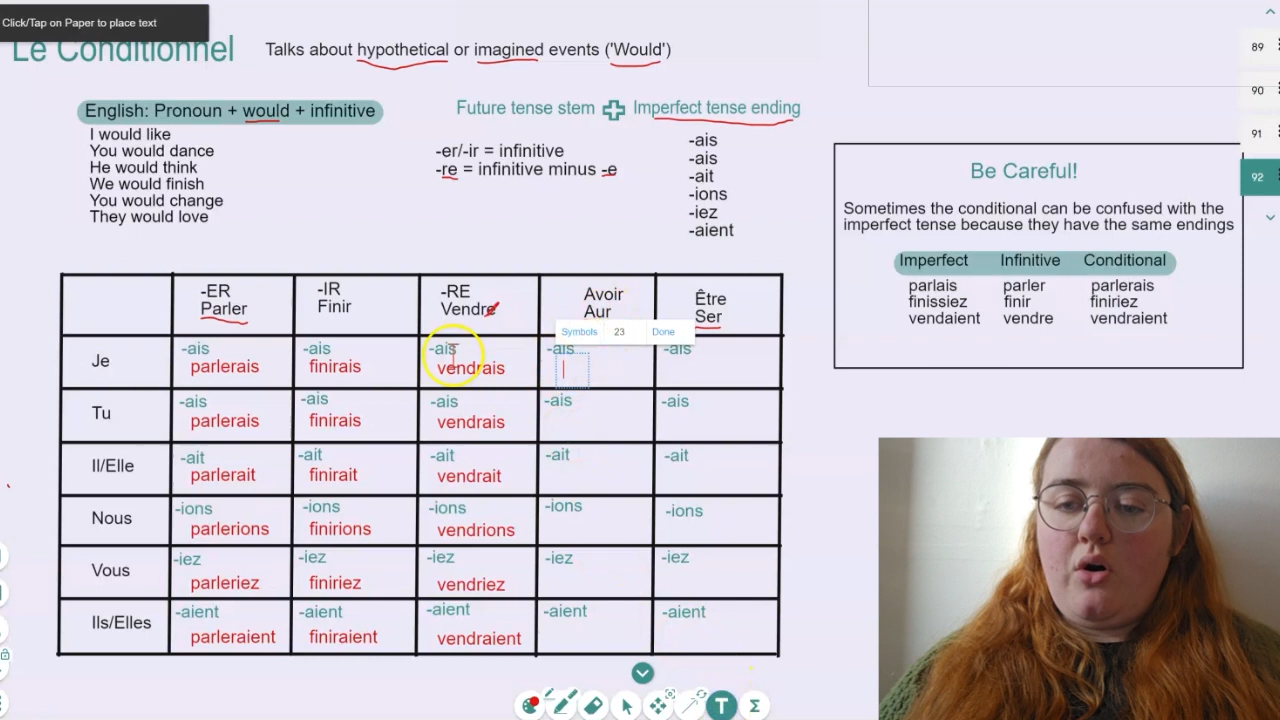 Click/Tap on Paper to place text
Le Conditionnel
Talks about hypothetical or imagined events ('Would')
English: Pronoun + would + infinitive
I would like
You would dance
He would think
We would finish
You would change
They would love
Future tense stem + Imperfect tense ending
-er/-ir = infinitive
-re = infinitive minus -e
-ais
-ais
-ait
-ions
-iez
-aient
Be Careful!
Sometimes the conditional can be confused with the
imperfect tense because they have the same endings
Imperfect Infinitive Conditional
parlais parler parlerais
finissiez finir finiriez
vendaient vendre vendraient
89
90
91
92
-ER -IR -RE Avoir Être
Parler Finir Vendre Aur Ser
Symbols 23 Done
Je -ais -ais -ais -ais -ais
parlerais finirais vendrais
Tu -ais -ais -ais -ais -ais
parlerais finirais vendrais
Il/Elle -ait -ait -ait -ait -ait
parlerait finirait vendrait
Nous -ions -ions -ions -ions -ions
parlerions finirions vendrions
Vous -iez -iez -iez -iez -iez
parleriez finiriez vendriez
Ils/Elles -aient -aient -aient -aient -aient
parleraient finiraient vendraient
T Σ